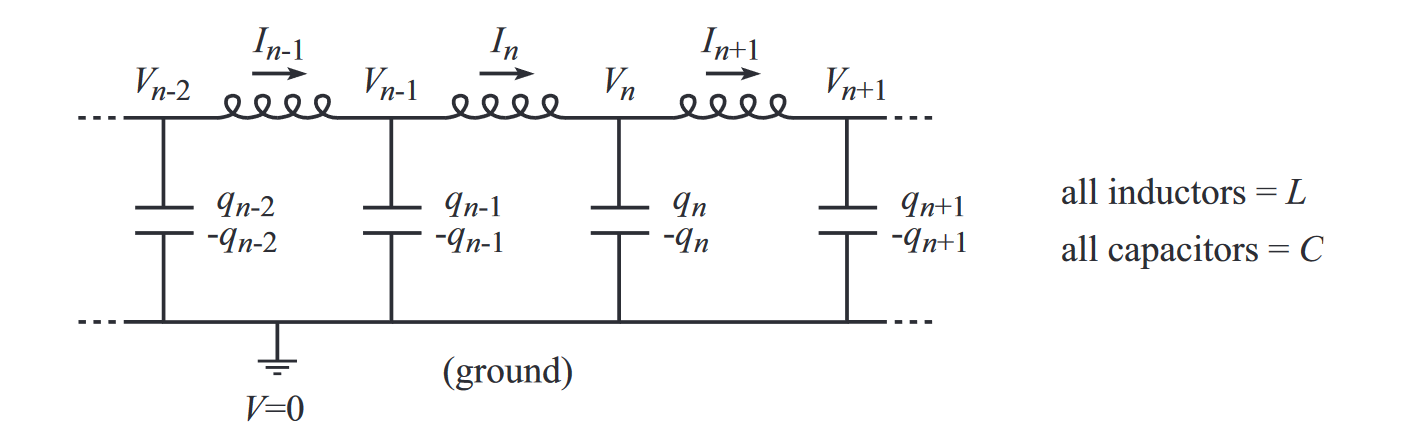 I_{n-1} I_n I_{n+1}
V_{n-2} V_{n-1} V_n V_{n+1}
q_{n-2} q_{n-1} q_n q_{n+1}
-q_{n-2} -q_{n-1} -q_n -q_{n+1}
all inductors = L
all capacitors = C
(ground)
V=0